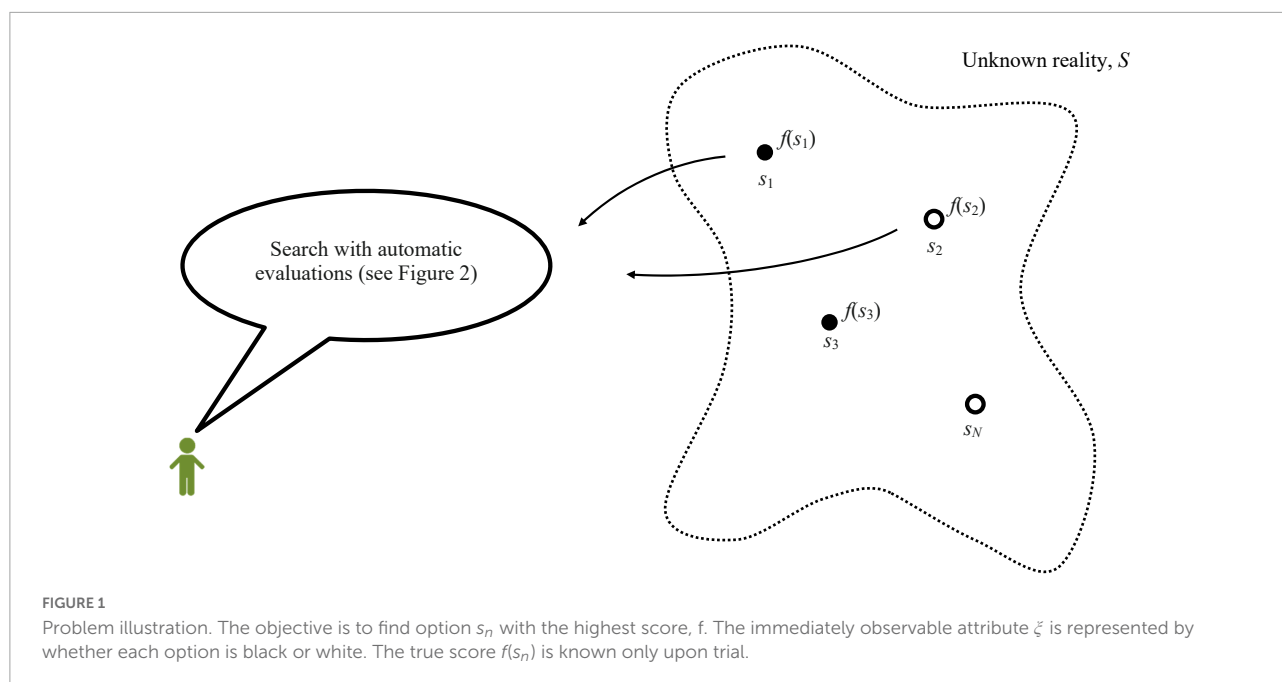 Unknown reality, S
f(s₁)
s₁
f(s₂)
s₂
Search with automatic
evaluations (see Figure 2)
f(s₃)
s₃
s_N
FIGURE 1
Problem illustration. The objective is to find option sₙ with the highest score, f. The immediately observable attribute ξ is represented by
whether each option is black or white. The true score f(sₙ) is known only upon trial.